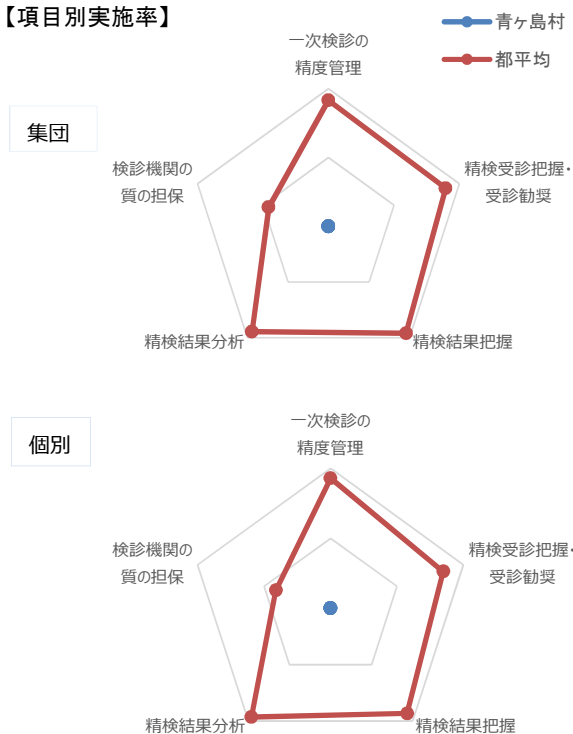 【項目別実施率】
青ヶ島村
都平均
集団
一次検診の
精度管理
検診機関の
質の担保
精検受診把握・
受診勧奨
精検結果分析
精検結果把握
個別
一次検診の
精度管理
検診機関の
質の担保
精検受診把握・
受診勧奨
精検結果分析
精検結果把握